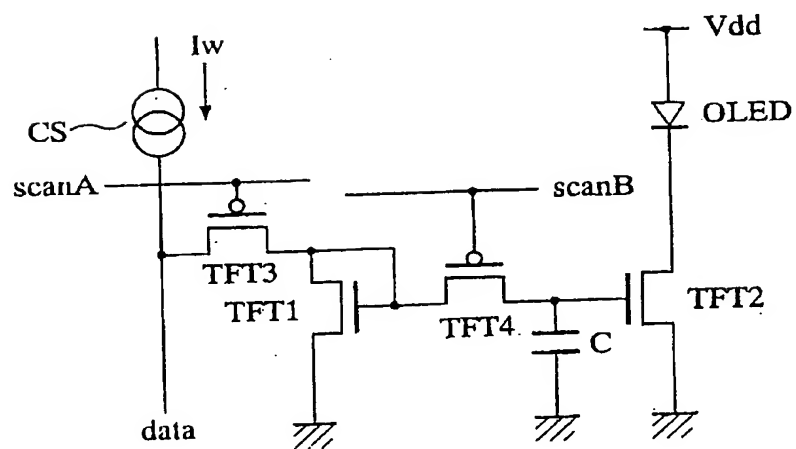 Iw
Vdd
CS
OLED
scanA
scanB
TFT3
TFT1
TFT4
C
TFT2
data